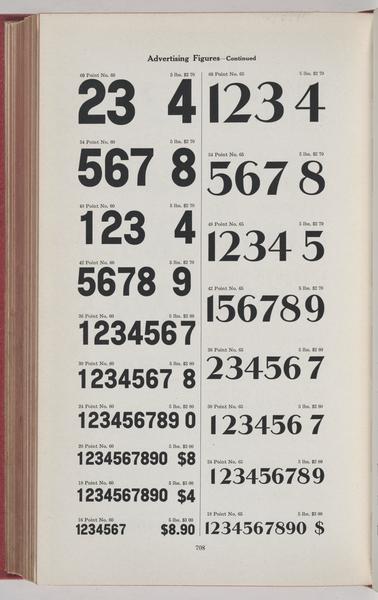 Advertising Figures—Continued
60 Point No. 60 5 lbs. $2 70
23 4
54 Point No. 60 5 lbs. $2 70
567 8
48 Point No. 60 5 lbs. $2 70
123 4
42 Point No. 60 5 lbs. $2 70
5678 9
36 Point No. 60 5 lbs. $2 80
1234567
30 Point No. 60 5 lbs. $2 80
1234567 8
24 Point No. 60 5 lbs. $2 80
123456789 0
20 Point No. 60 5 lbs. $3 00
1234567890 $8
18 Point No. 60 5 lbs. $3 00
1234567890 $4
16 Point No. 60 5 lbs. $3 00
1234567 $8.90
60 Point No. 65 5 lbs. $2 70
123 4
54 Point No. 65 5 lbs. $2 70
567 8
48 Point No. 65 5 lbs. $2 70
1234 5
42 Point No. 65 5 lbs. $2 70
156789
36 Point No. 65 5 lbs. $2 80
23456 7
30 Point No. 65 5 lbs. $2 80
123456 7
24 Point No. 65 5 lbs. $2 80
123456789
18 Point No. 65 5 lbs. $3 00
1234567890 $
708